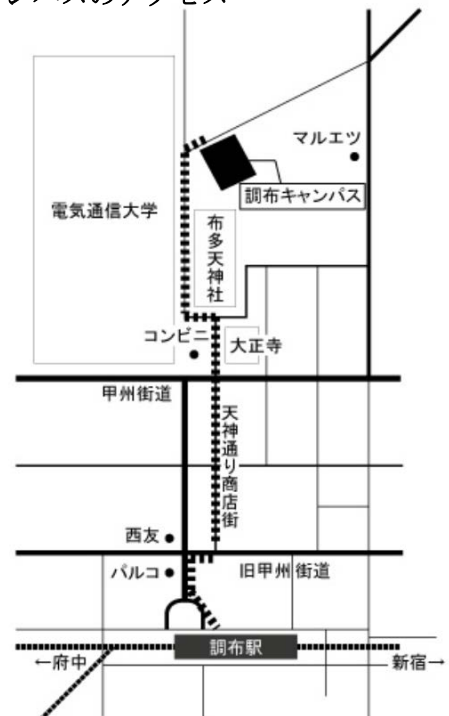 ンパスのアクセス
マルエツ
調布キャンパス
電気通信大学
布多天神社
コンビニ
大正寺
甲州街道
天神通り商店街
西友
パルコ
旧甲州街道
調布駅
←府中
新宿→